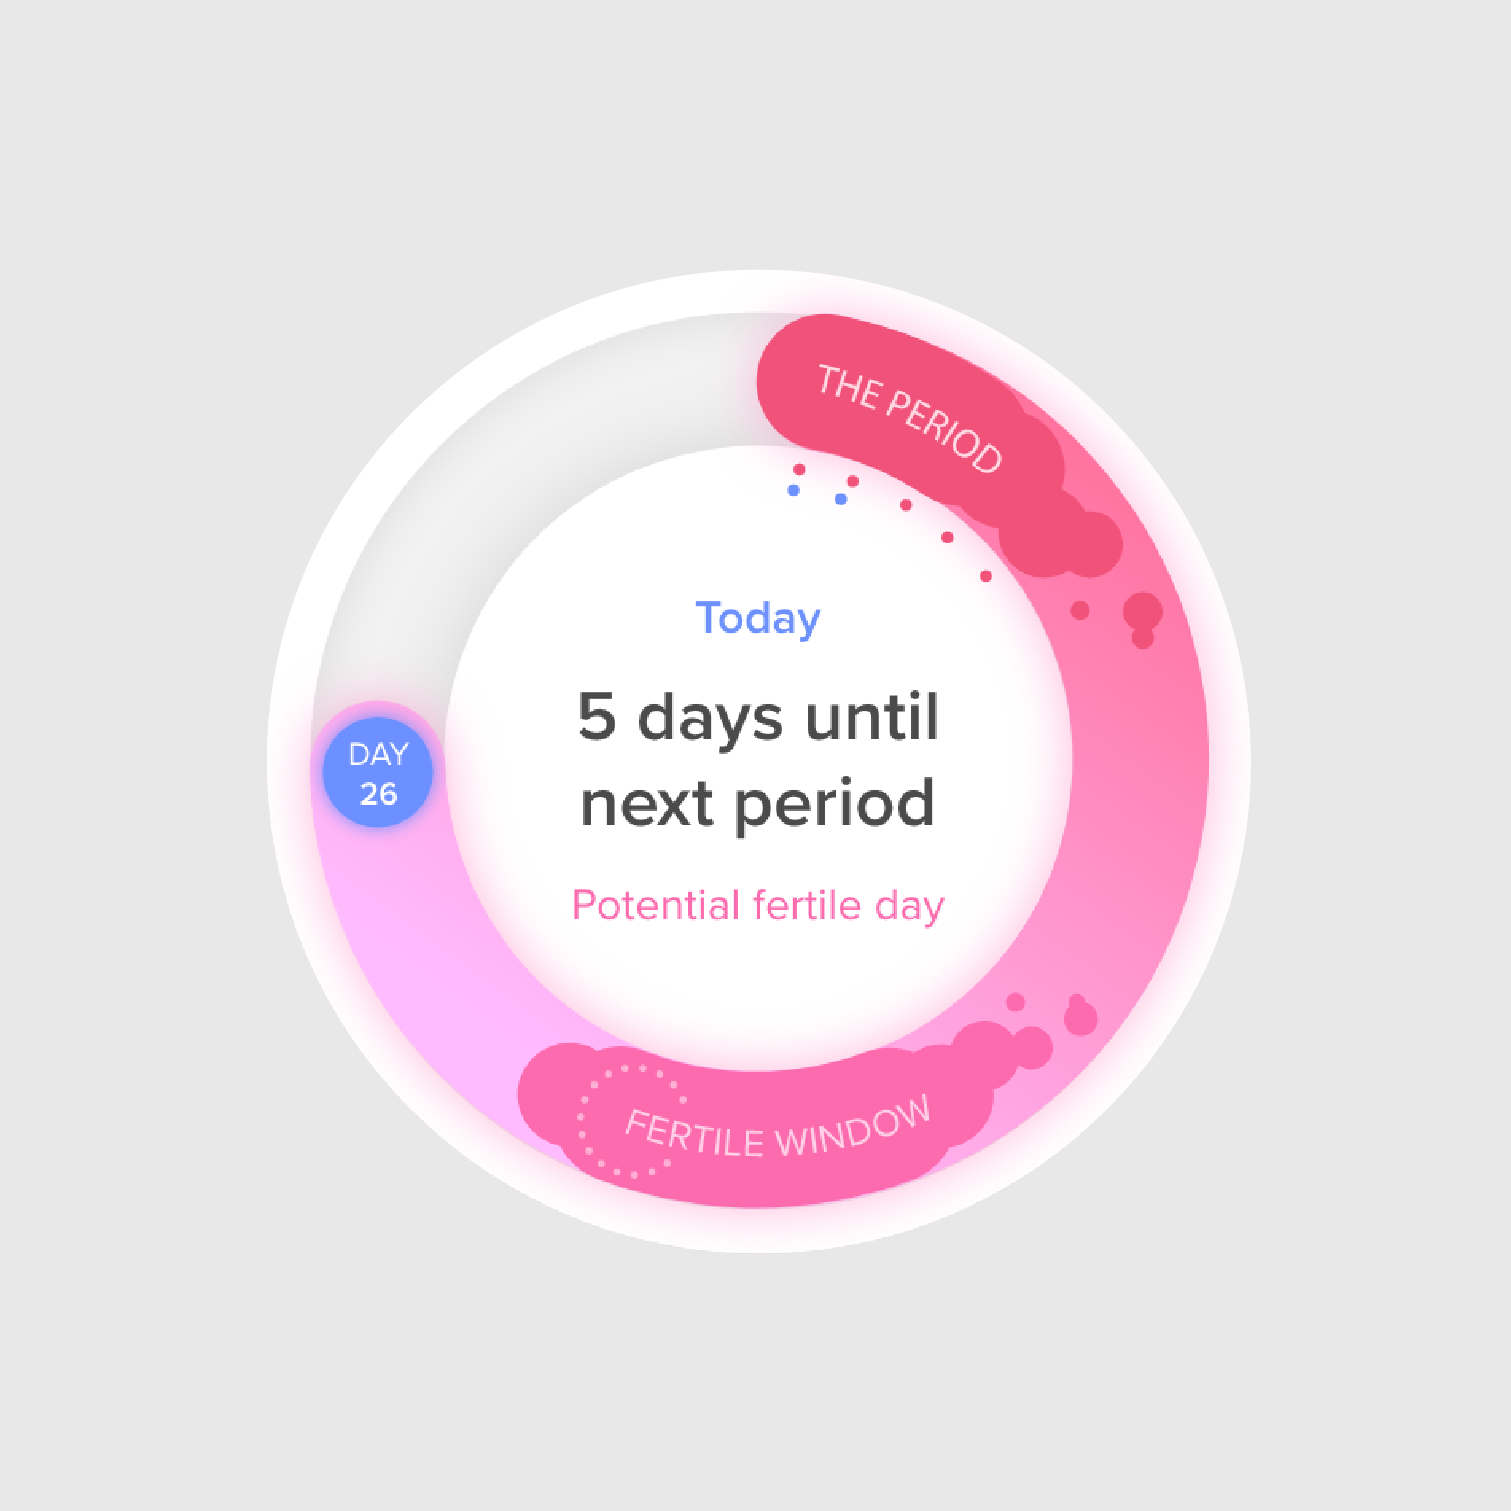 THE PERIOD
Today
5 days until
next period
Potential fertile day
DAY
26
FERTILE WINDOW